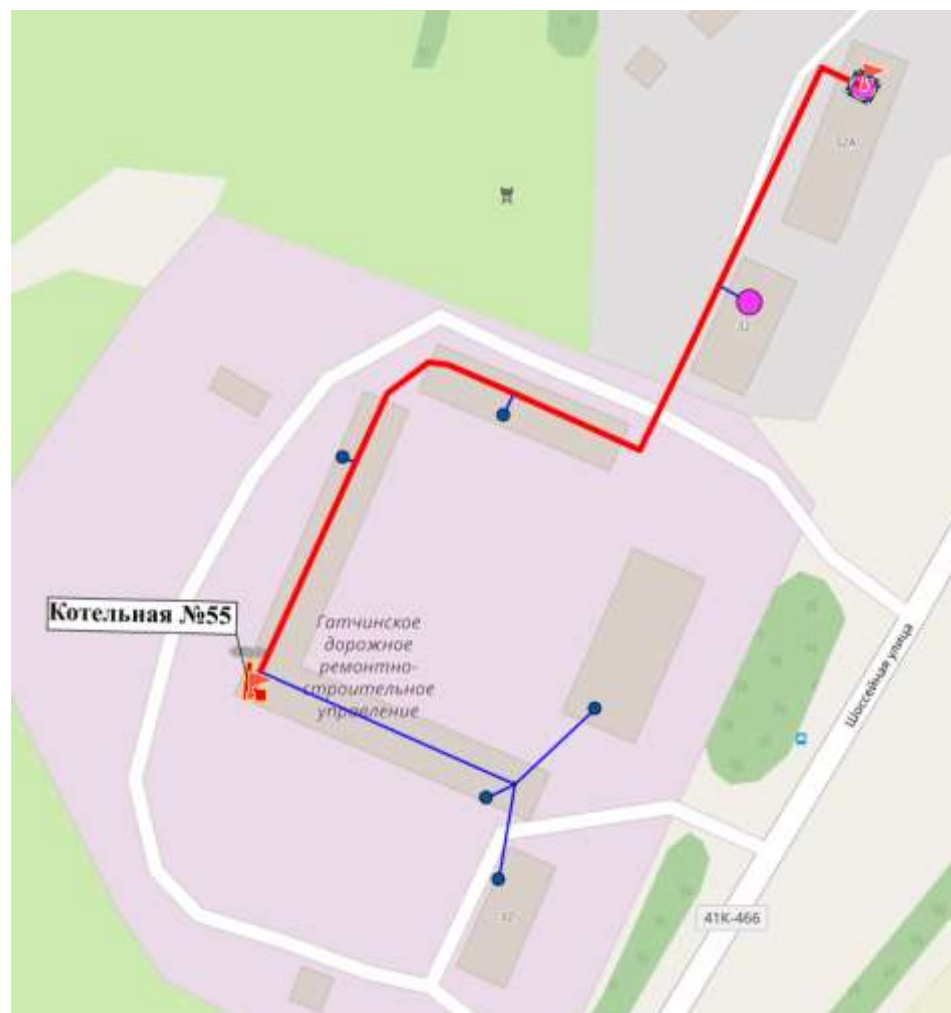 12А
12
Котельная №55
Гатчинское
дорожное
ремонтно-
строительное
управление
Шоссейная улица
41К-466